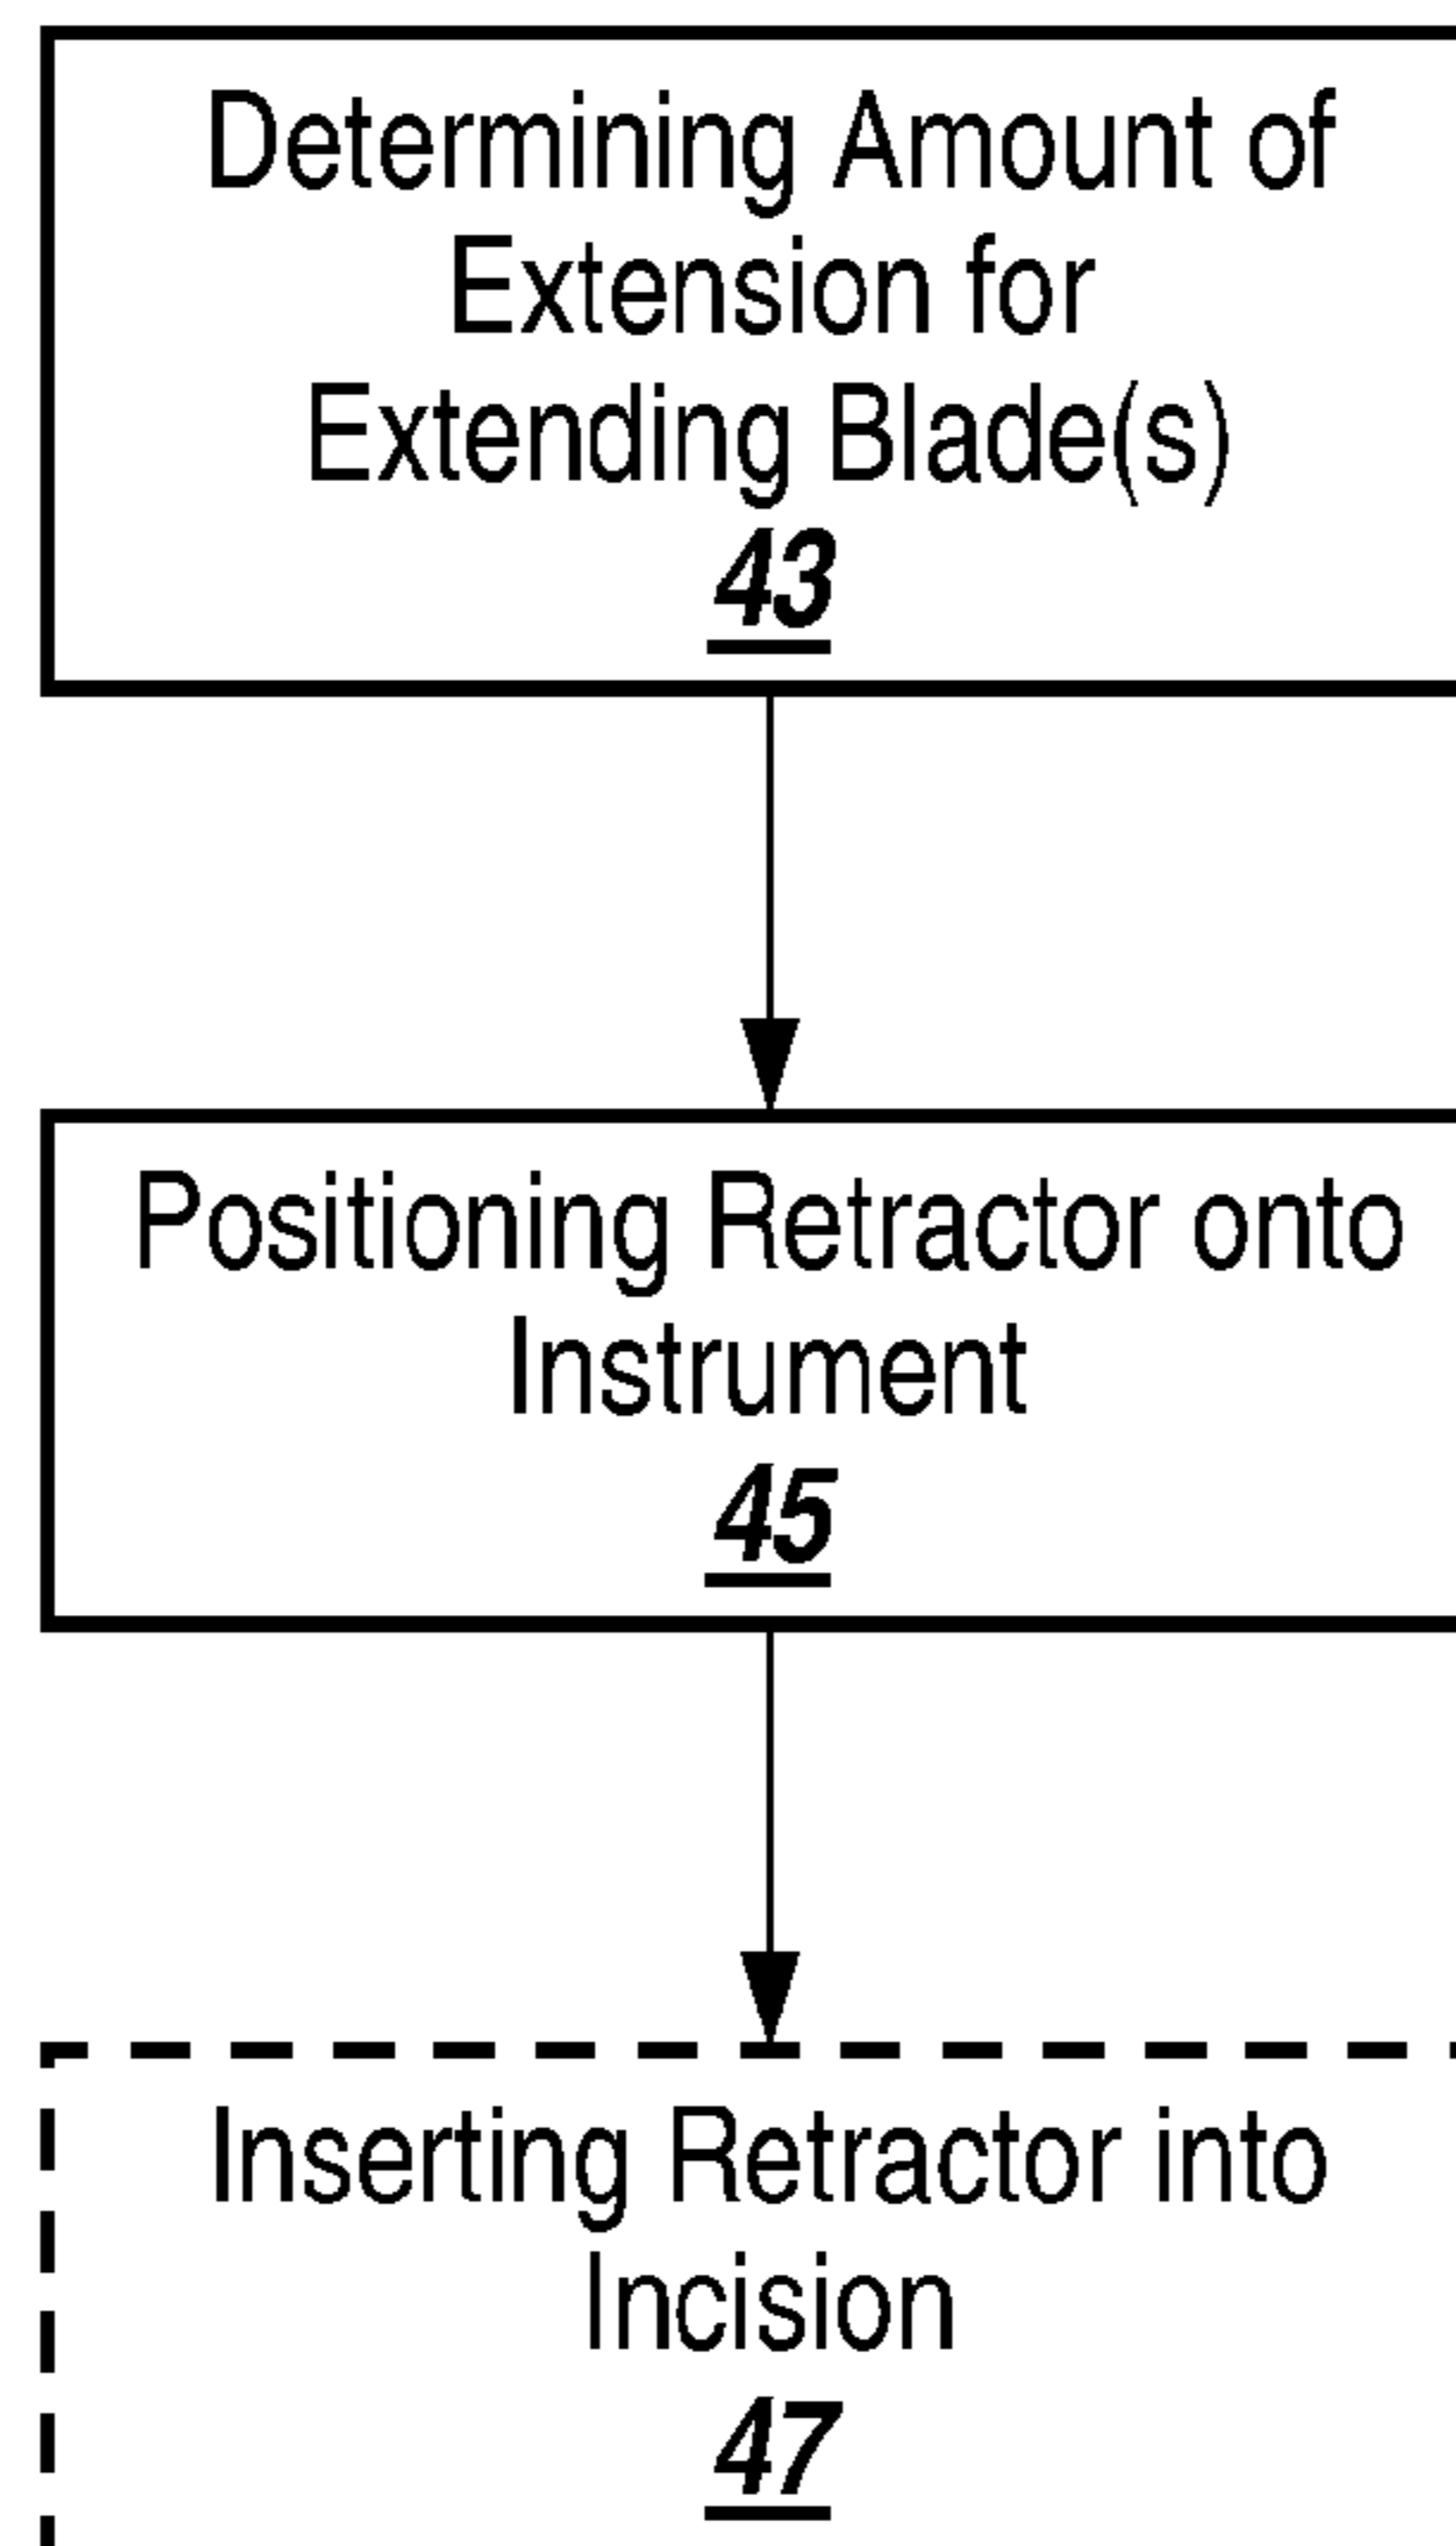 Determining Amount of
Extension for
Extending Blade(s)
43
Positioning Retractor onto
Instrument
45
Inserting Retractor into
Incision
47